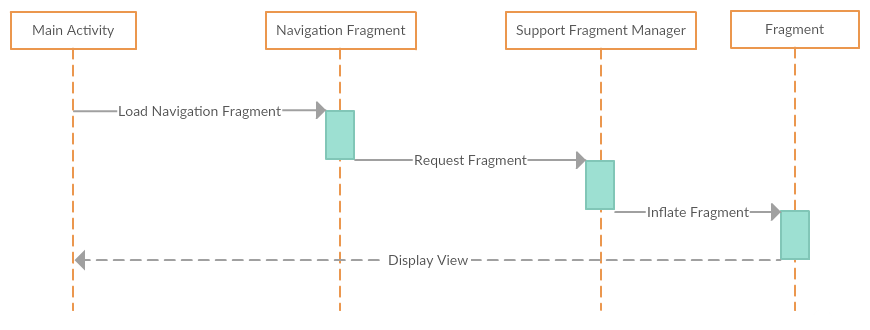 Main Activity
Navigation Fragment
Support Fragment Manager
Fragment
Load Navigation Fragment
Request Fragment
Inflate Fragment
Display View